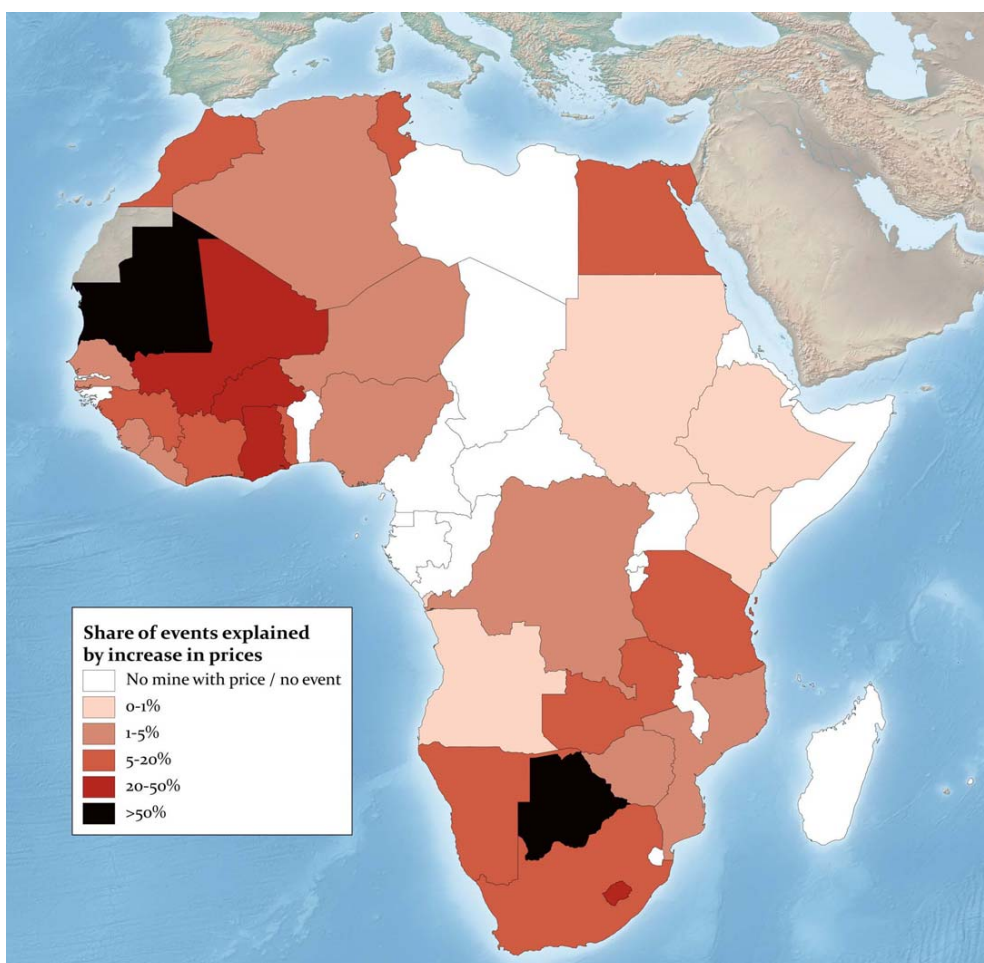 Share of events explained
by increase in prices
No mine with price / no event
0-1%
1-5%
5-20%
20-50%
>50%